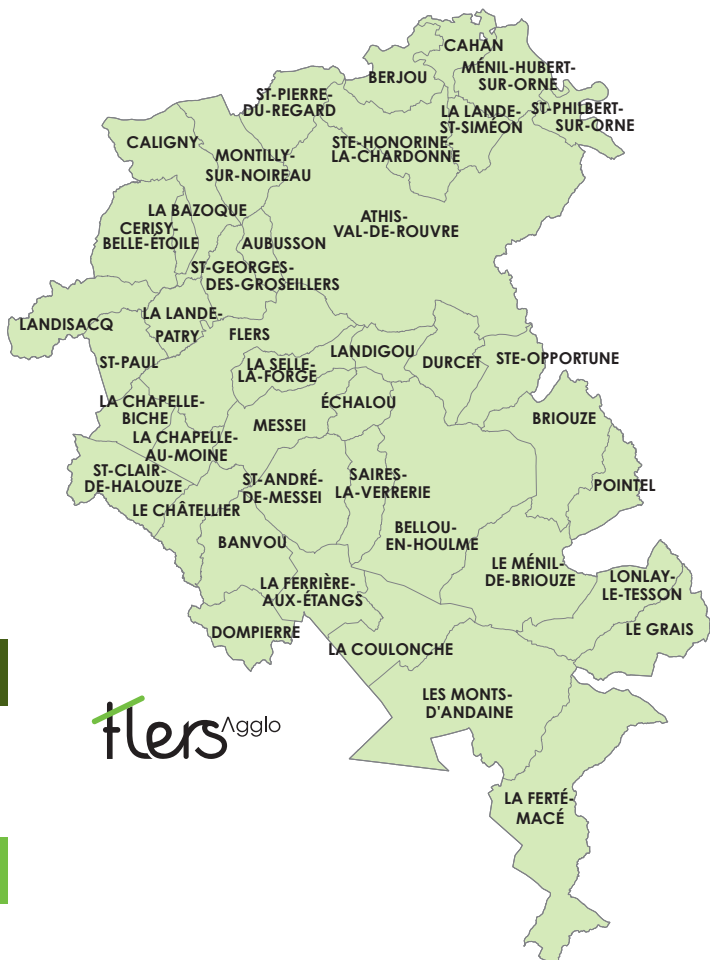 CAHAN
BERJOU
MÉNIL-HUBERT-
SUR-ORNE
ST-PIERRE-
DU-REGARD
LA LANDE-
ST-SIMÉON
ST-PHILBERT-
SUR-ORNE
CALIGNY
MONTILLY-
SUR-NOIREAU
STE-HONORINE-
LA-CHARDONNE
LA BAZOQUE
CERISY-
BELLE-ÉTOILE
AUBUSSON
ATHIS-
VAL-DE-ROUVRE
ST-GEORGES-
DES-GROSEILLERS
LANDISACQ
LA LANDE-
PATRY
FLERS
ST-PAUL
LA SELLE-
LA-FORGE
LANDIGOU
DURCET
STE-OPPORTUNE
LA CHAPELLE-
BICHE
ÉCHALOU
MESSEI
BRIOUZE
LA CHAPELLE-
AU-MOINE
ST-CLAIR-
DE-HALOUZE
ST-ANDRÉ-
DE-MESSEI
SAIRES-
LA-VERRERIE
POINTEL
LE CHÂTELLIER
BANVOU
BELLOU-
EN-HOULME
LE MÉNIL-
DE-BRIOUZE
LONLAY-
LE-TESSON
LA FERRIÈRE-
AUX-ÉTANGS
DOMPIERRE
LE GRAIS
LA COULONCHE
LES MONTS-
D'ANDAINE
flers Agglo
LA FERTÉ-
MACÉ